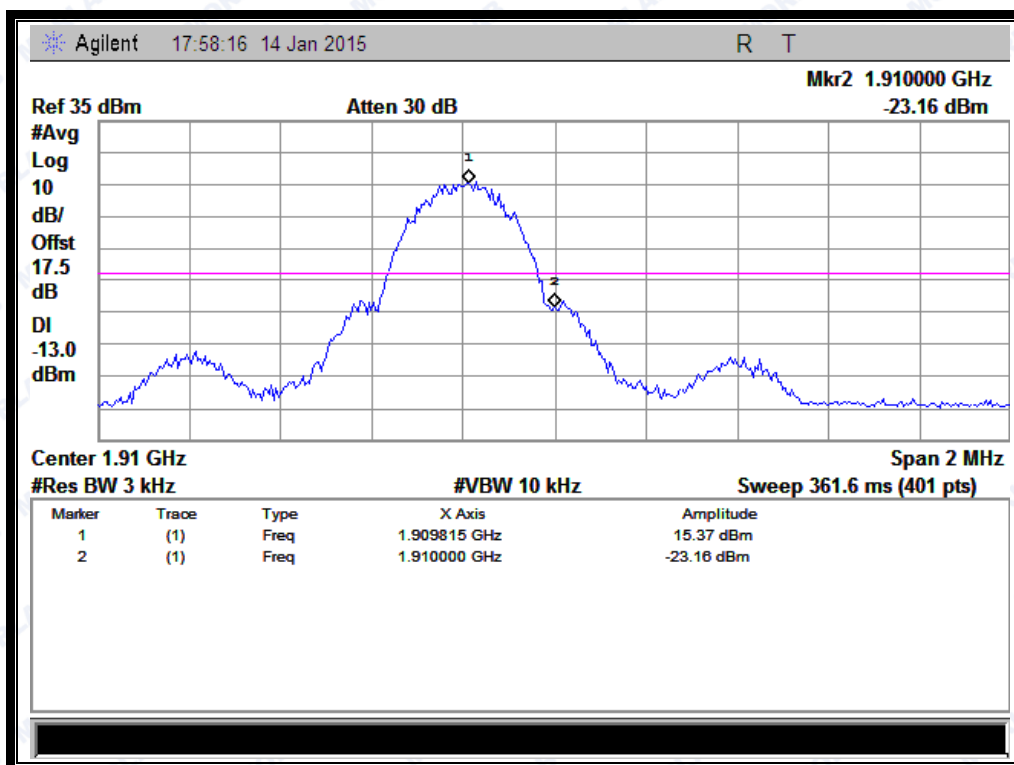 Agilent 17:58:16 14 Jan 2015 R T
Mkr2 1.910000 GHz
Ref 35 dBm Atten 30 dB -23.16 dBm
#Avg
Log
10
dB/
Offst
17.5
dB
DI
-13.0
dBm
1
2
Center 1.91 GHz Span 2 MHz
#Res BW 3 kHz #VBW 10 kHz Sweep 361.6 ms (401 pts)
Marker Trace Type X Axis Amplitude
1 (1) Freq 1.909815 GHz 15.37 dBm
2 (1) Freq 1.910000 GHz -23.16 dBm